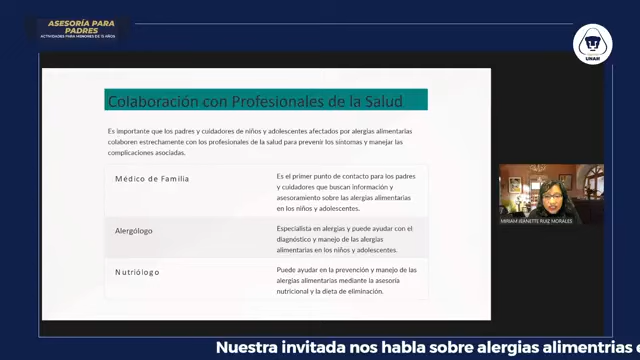 ASESORÍA PARA
PADRES
ACTIVIDADES PARA MENORES DE 15 AÑOS
UNAM
Colaboración con Profesionales de la Salud
Es importante que los padres y cuidadores de niños y adolescentes afectados por alergias alimentarias
colaboren estrechamente con los profesionales de la salud para prevenir los síntomas y manejar las
complicaciones asociadas.
Médico de Familia
Es el primer punto de contacto para los padres
y cuidadores que buscan información y
asesoramiento sobre las alergias alimentarias
en los niños y adolescentes.
Alergólogo
Especialista en alergias y puede ayudar con el
diagnóstico y manejo de las alergias
alimentarias en los niños y adolescentes.
Nutriólogo
Puede ayudar en la prevención y manejo de las
alergias alimentarias mediante la asesoría
nutricional y la dieta de eliminación.
MIRIAM JEANETTE RUIZ MORALES
Nuestra invitada nos habla sobre alergias alimentrias